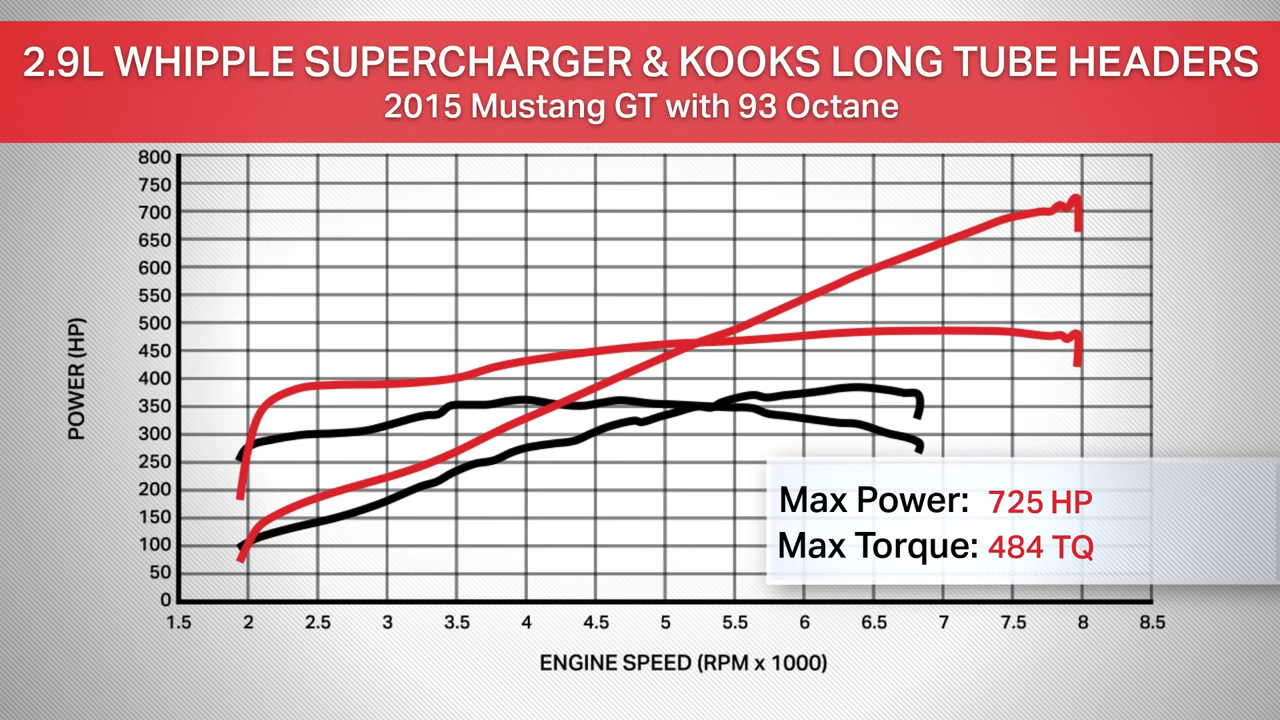 2.9L WHIPPLE SUPERCHARGER & KOOKS LONG TUBE HEADERS
2015 Mustang GT with 93 Octane
800
750
700
650
600
550
500
450
400
350
300
250
200
150
100
50
0
POWER (HP)
Max Power: 725 HP
Max Torque: 484 TQ
1.5 2 2.5 3 3.5 4 4.5 5 5.5 6 6.5 7 7.5 8 8.5
ENGINE SPEED (RPM x 1000)